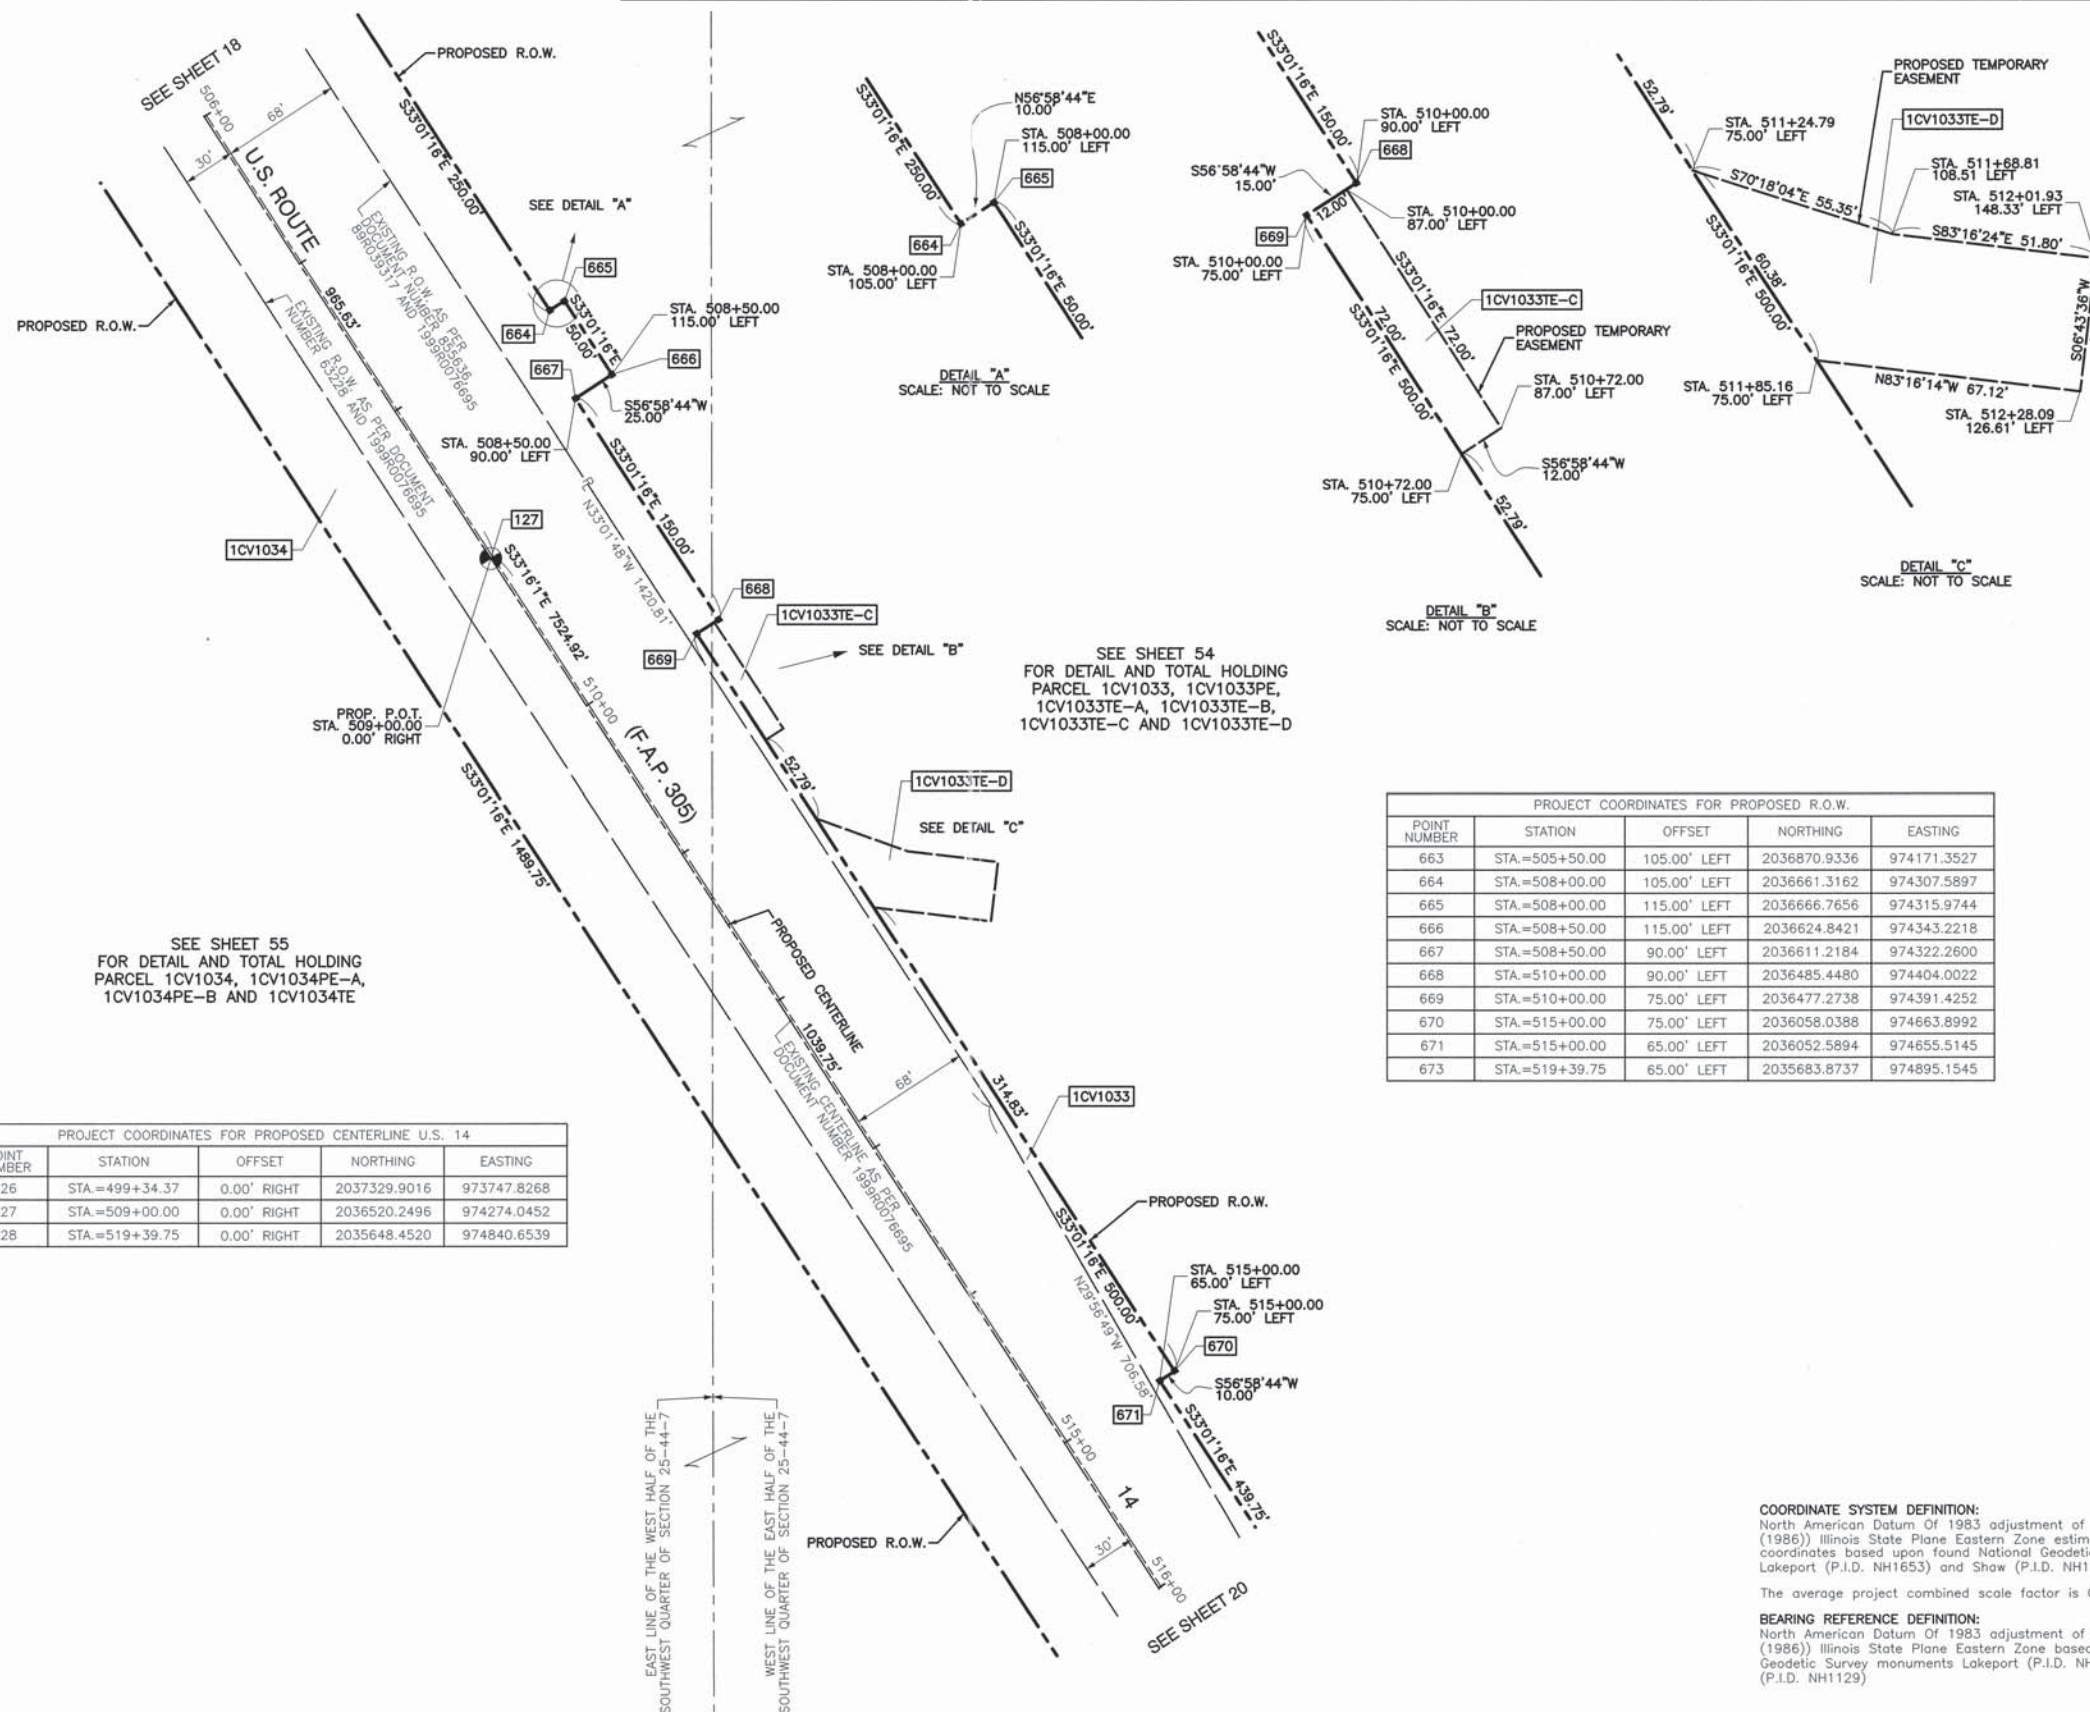 SEE SHEET 18
506+00
68'
30'
U.S. ROUTE
PROPOSED R.O.W.
S33°01'16"E 250.00'
SEE DETAIL "A"
665
664
S33°01'16"E
50.00'
STA. 508+50.00
115.00' LEFT
666
667
S56°58'44"W
25.00'
STA. 508+50.00
90.00' LEFT
EXISTING R.O.W. AS PER
DOCUMENT NUMBER 855636,
89R039317 AND 1999R0076695
965.63'
EXISTING R.O.W. AS PER DOCUMENT
NUMBER 63228 AND 1999R0076695
PROPOSED R.O.W.
1CV1034
127
S33°16'1"E 7524.92'
S33°01'16"E 150.00'
N33°01'48"W 1420.81'
668
1CV1033TE-C
669
SEE DETAIL "B"
510+00
PROP. P.O.T.
STA. 509+00.00
0.00' RIGHT
(F.A.P. 305)
52.79'
1CV1033TE-D
SEE DETAIL "C"
S33°01'16"E 1489.75'
SEE SHEET 54
FOR DETAIL AND TOTAL HOLDING
PARCEL 1CV1033, 1CV1033PE,
1CV1033TE-A, 1CV1033TE-B,
1CV1033TE-C AND 1CV1033TE-D
SEE SHEET 55
FOR DETAIL AND TOTAL HOLDING
PARCEL 1CV1034, 1CV1034PE-A,
1CV1034PE-B AND 1CV1034TE
PROPOSED CENTERLINE
1039.75'
EXISTING CENTERLINE AS PER
DOCUMENT NUMBER 1999R0076695
68'
314.83'
1CV1033
PROPOSED R.O.W.
S33°01'16"E 500.00'
N29°56'49"W 706.58'
STA. 515+00.00
65.00' LEFT
STA. 515+00.00
75.00' LEFT
670
S56°58'44"W
10.00'
671
S33°01'16"E 439.75'
515+00
14
30'
516+00
SEE SHEET 20
PROPOSED R.O.W.
EAST LINE OF THE WEST HALF OF THE
SOUTHWEST QUARTER OF SECTION 25-44-7
WEST LINE OF THE EAST HALF OF THE
SOUTHWEST QUARTER OF SECTION 25-44-7
S33°01'16"E 250.00'
N56°58'44"E
10.00'
STA. 508+00.00
115.00' LEFT
665
664
STA. 508+00.00
105.00' LEFT
S33°01'16"E 50.00'
DETAIL "A"
SCALE: NOT TO SCALE
S33°01'16"E 150.00'
STA. 510+00.00
90.00' LEFT
668
S56°58'44"W
15.00'
12.00'
STA. 510+00.00
87.00' LEFT
669
STA. 510+00.00
75.00' LEFT
S33°01'16"E 72.00'
1CV1033TE-C
72.00'
S33°01'16"E 500.00'
PROPOSED TEMPORARY
EASEMENT
STA. 510+72.00
87.00' LEFT
S56°58'44"W
12.00'
STA. 510+72.00
75.00' LEFT
52.79'
DETAIL "B"
SCALE: NOT TO SCALE
52.79'
PROPOSED TEMPORARY
EASEMENT
1CV1033TE-D
STA. 511+24.79
75.00' LEFT
STA. 511+68.81
108.51' LEFT
STA. 512+01.93
148.33' LEFT
S70°18'04"E 55.35'
S83°16'24"E 51.80'
60.38'
S33°01'16"E 500.00'
S06°43'36"W
STA. 511+85.16
75.00' LEFT
N83°16'14"W 67.12'
STA. 512+28.09
126.61' LEFT
DETAIL "C"
SCALE: NOT TO SCALE
PROJECT COORDINATES FOR PROPOSED R.O.W.
POINT NUMBER STATION OFFSET NORTHING EASTING
663 STA.=505+50.00 105.00' LEFT 2036870.9336 974171.3527
664 STA.=508+00.00 105.00' LEFT 2036661.3162 974307.5897
665 STA.=508+00.00 115.00' LEFT 2036666.7656 974315.9744
666 STA.=508+50.00 115.00' LEFT 2036624.8421 974343.2218
667 STA.=508+50.00 90.00' LEFT 2036611.2184 974322.2600
668 STA.=510+00.00 90.00' LEFT 2036485.4480 974404.0022
669 STA.=510+00.00 75.00' LEFT 2036477.2738 974391.4252
670 STA.=515+00.00 75.00' LEFT 2036058.0388 974663.8992
671 STA.=515+00.00 65.00' LEFT 2036052.5894 974655.5145
673 STA.=519+39.75 65.00' LEFT 2035683.8737 974895.1545
PROJECT COORDINATES FOR PROPOSED CENTERLINE U.S. 14
STATION OFFSET NORTHING EASTING
26 STA.=499+34.37 0.00' RIGHT 2037329.9016 973747.8268
27 STA.=509+00.00 0.00' RIGHT 2036520.2496 974274.0452
28 STA.=519+39.75 0.00' RIGHT 2035648.4520 974840.6539
COORDINATE SYSTEM DEFINITION:
North American Datum Of 1983 adjustment of
(1986)) Illinois State Plane Eastern Zone estim
coordinates based upon found National Geodeti
Lakeport (P.I.D. NH1653) and Shaw (P.I.D. NH1
The average project combined scale factor is
BEARING REFERENCE DEFINITION:
North American Datum Of 1983 adjustment of
(1986)) Illinois State Plane Eastern Zone base
Geodetic Survey monuments Lakeport (P.I.D. NH
(P.I.D. NH1129)